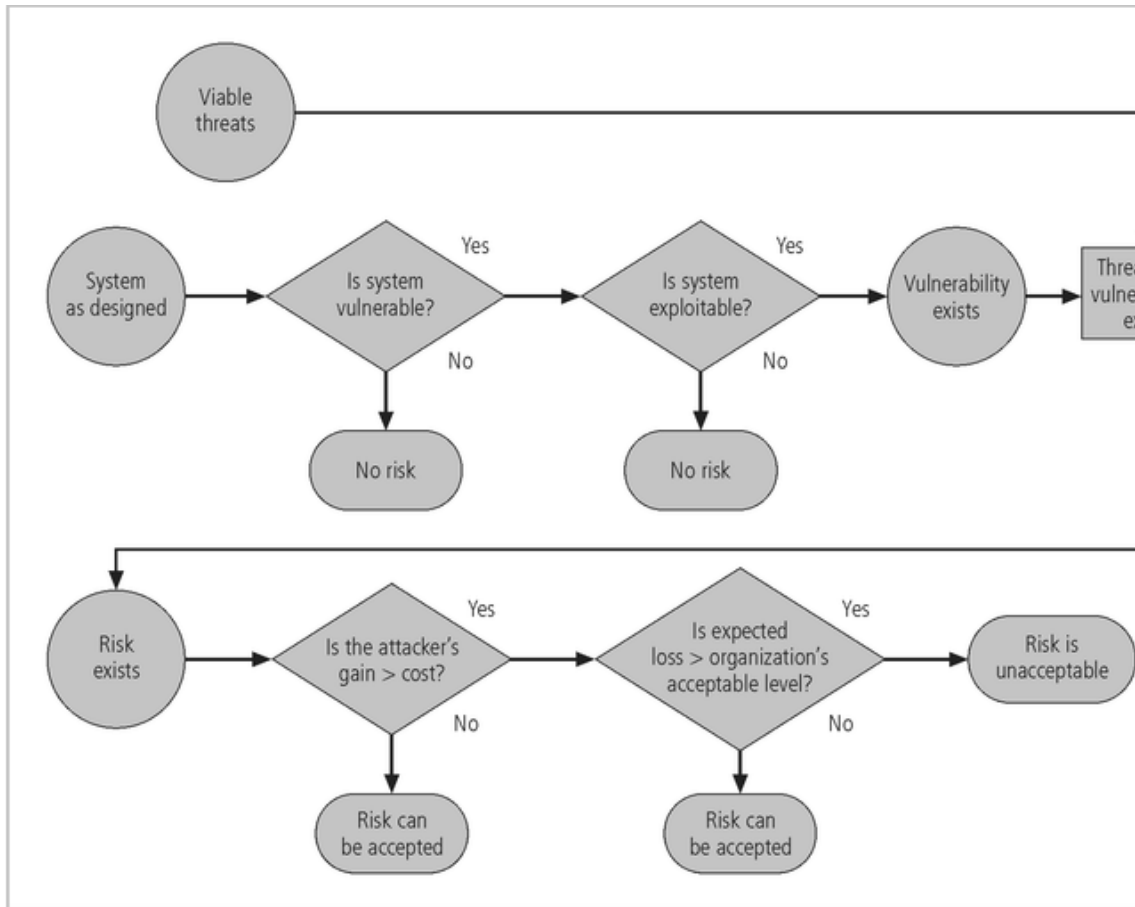 Viable
threats
System
as designed
Is system
vulnerable?
Yes
No
No risk
Is system
exploitable?
Yes
No
No risk
Vulnerability
exists
Risk
exists
Is the attacker's
gain > cost?
Yes
No
Risk can
be accepted
Is expected
loss > organization's
acceptable level?
Yes
No
Risk can
be accepted
Risk is
unacceptable